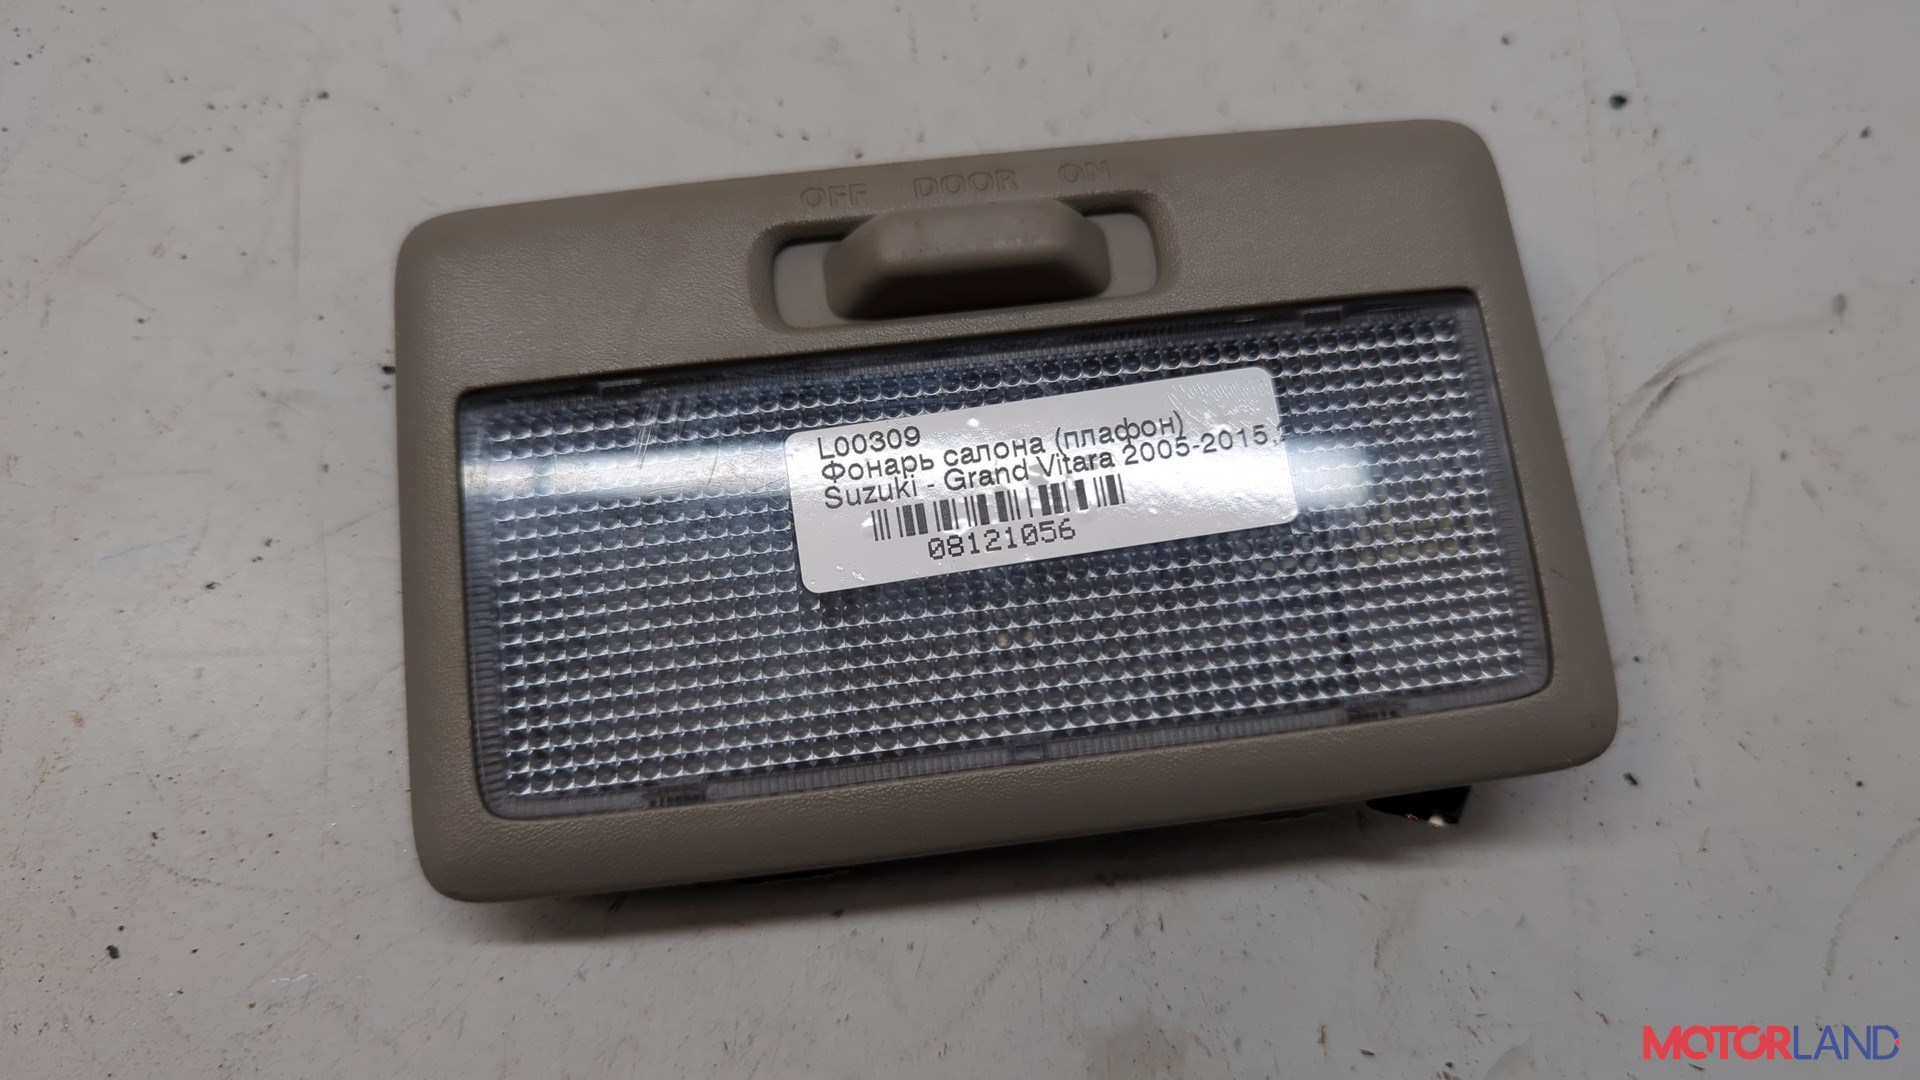 OFF DOOR ON
L00309
Фонарь салона (плафон)
Suzuki - Grand Vitara 2005-2015,
08121056
MOTORLAND